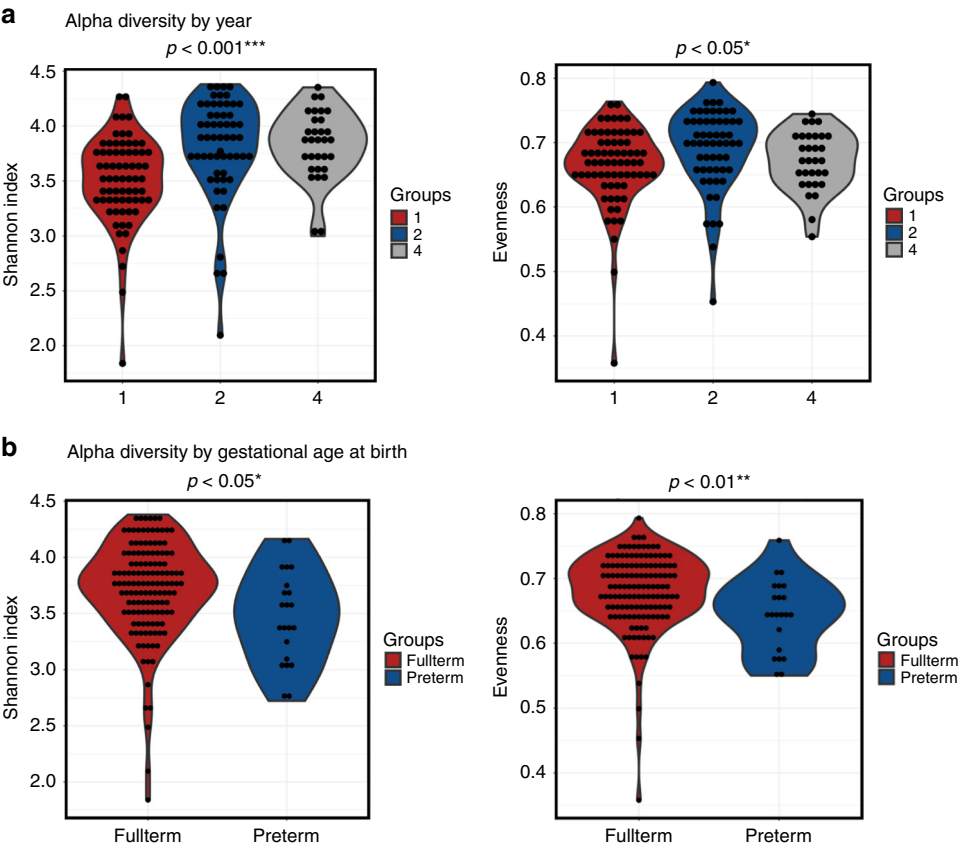 a
Alpha diversity by year
p < 0.001***
Shannon index
4.5
4.0
3.5
3.0
2.5
2.0
1 2 4
Groups
1
2
4
p < 0.05*
Evenness
0.8
0.7
0.6
0.5
0.4
1 2 4
Groups
1
2
4
b
Alpha diversity by gestational age at birth
p < 0.05*
Shannon index
4.5
4.0
3.5
3.0
2.5
2.0
Fullterm Preterm
Groups
Fullterm
Preterm
p < 0.01**
Evenness
0.8
0.7
0.6
0.5
0.4
Fullterm Preterm
Groups
Fullterm
Preterm